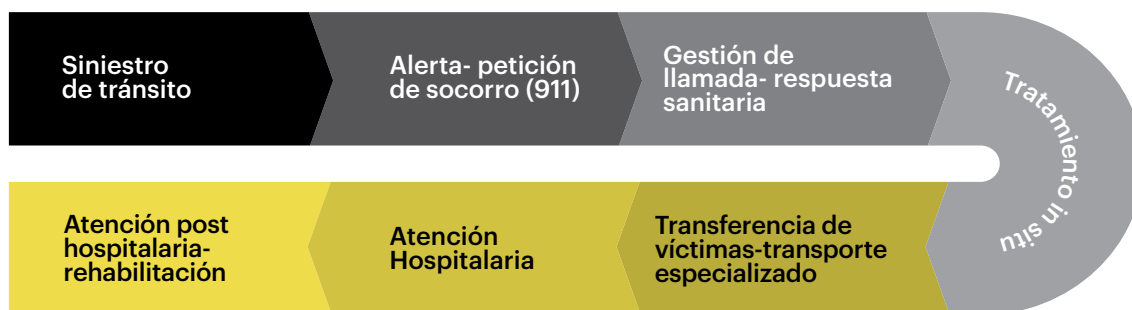 Siniestro
de tránsito
Alerta- petición
de socorro (911)
Gestión de
llamada- respuesta
sanitaria
Tratamiento in situ
Transferencia de
víctimas-transporte
especializado
Atención
Hospitalaria
Atención post
hospitalaria-
rehabilitación